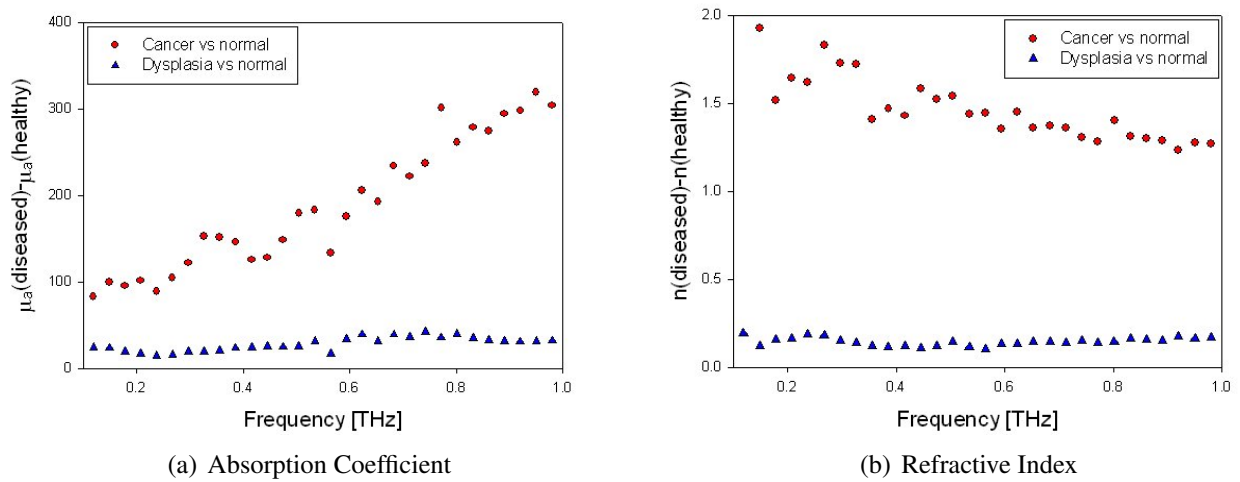 400
300
200
100
0
μa(diseased)-μa(healthy)
Cancer vs normal
Dysplasia vs normal
0.2 0.4 0.6 0.8 1.0
Frequency [THz]
(a) Absorption Coefficient
2.0
1.5
1.0
0.5
0.0
n(diseased)-n(healthy)
Cancer vs normal
Dysplasia vs normal
0.2 0.4 0.6 0.8 1.0
Frequency [THz]
(b) Refractive Index